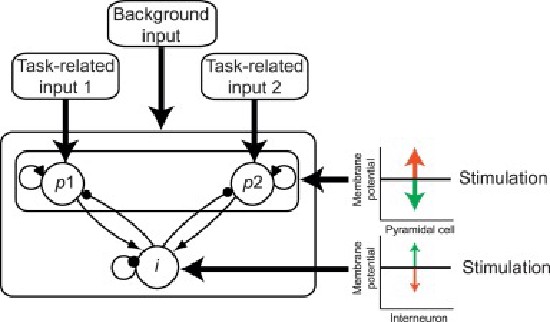 Background
input
Task-related
input 1
Task-related
input 2
p1
p2
i
Membrane
potential
Stimulation
Pyramidal cell
Membrane
potential
Stimulation
Interneuron